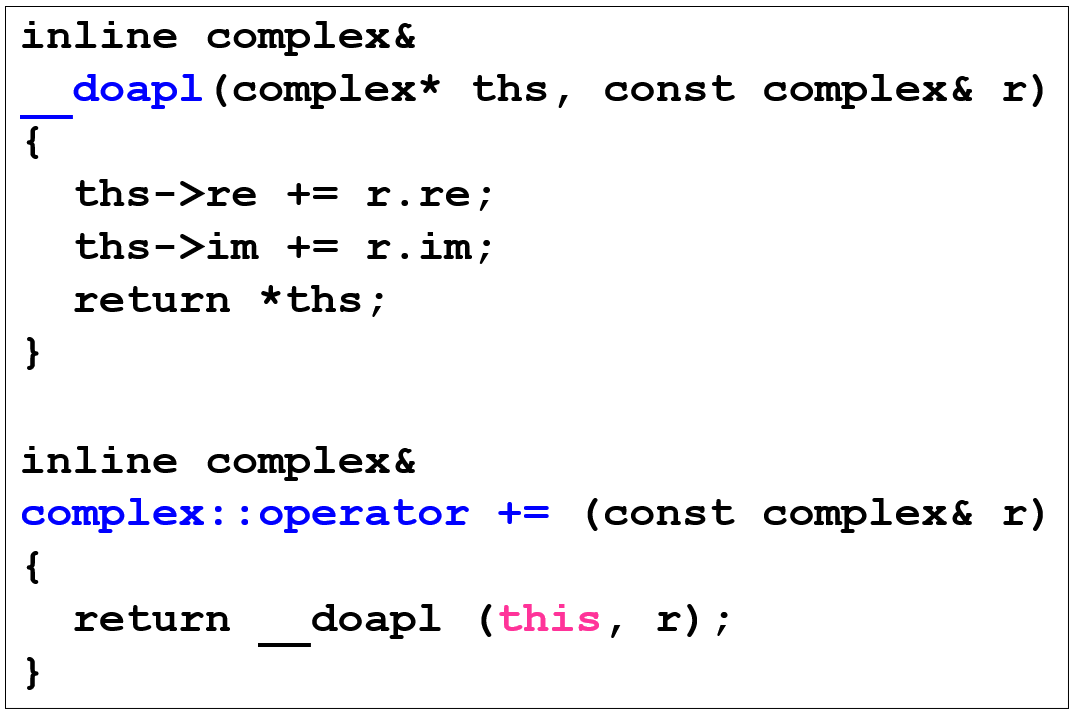 inline complex&
__doapl(complex* ths, const complex& r)
{
  ths->re += r.re;
  ths->im += r.im;
  return *ths;
}
inline complex&
complex::operator += (const complex& r)
{
  return __doapl (this, r);
}